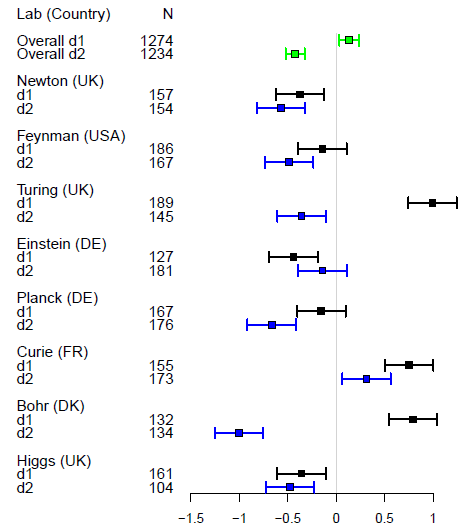 Lab (Country) N
Overall d1 1274
Overall d2 1234
Newton (UK)
d1 157
d2 154
Feynman (USA)
d1 186
d2 167
Turing (UK)
d1 189
d2 145
Einstein (DE)
d1 127
d2 181
Planck (DE)
d1 167
d2 176
Curie (FR)
d1 155
d2 173
Bohr (DK)
d1 132
d2 134
Higgs (UK)
d1 161
d2 104
−1.5 −1 −0.5 0 0.5 1